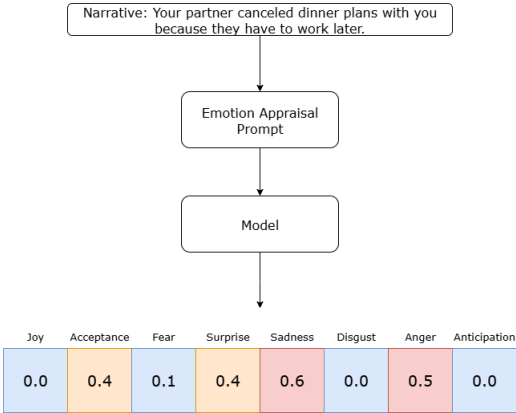 Narrative: Your partner canceled dinner plans with you
because they have to work later.
Emotion Appraisal
Prompt
Model
Joy Acceptance Fear Surprise Sadness Disgust Anger Anticipation
0.0 0.4 0.1 0.4 0.6 0.0 0.5 0.0